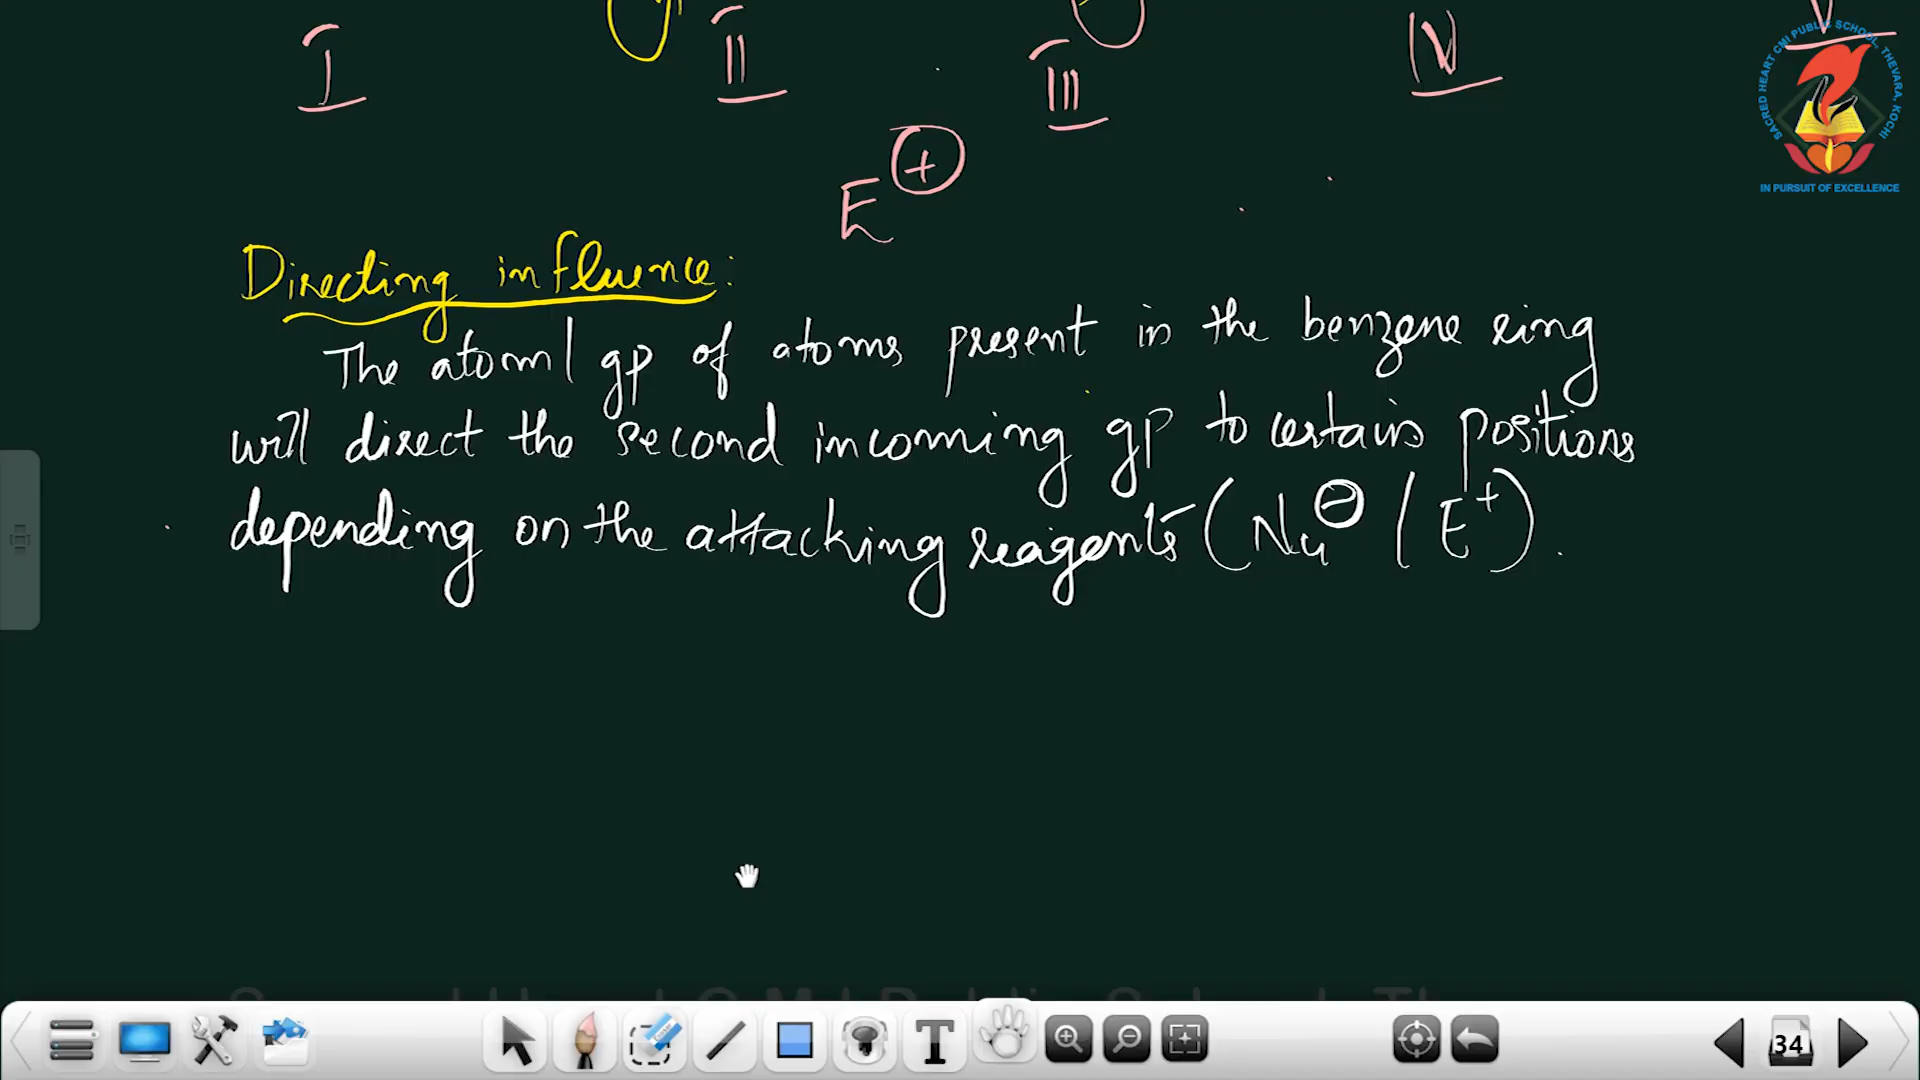 I II III IV V
E⊕
Directing influence:
The atom/gp of atoms present in the benzene ring
will direct the second incoming gp to certain positions
depending on the attacking reagents (Nu⊖/E+).
SACRED HEART CMI PUBLIC SCHOOL, THEVARA, KOCHI
IN PURSUIT OF EXCELLENCE
34